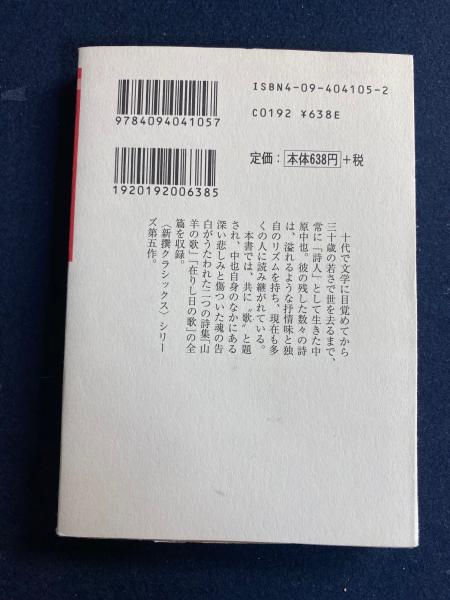 ISBN4-09-404105-2
9784094041057
C0192 ¥638E
定価：本体638円+税
1920192006385
十代で文学に目覚めてから
三十歳の若さで世を去るまで、
常に「詩人」として生きた中
原中也。彼の残した数々の詩
は、溢れるような抒情味と独
自のリズムを持ち、現在も多
くの人に読み継がれている。
本書では、共に〝歌〟と題
され、中也自身のなかにある
深い悲しみと傷ついた魂の告
白がうたわれた二つの詩集「山
羊の歌」「在りし日の歌」の全
篇を収録。
〈新撰クラシックス〉シリー
ズ第五作。